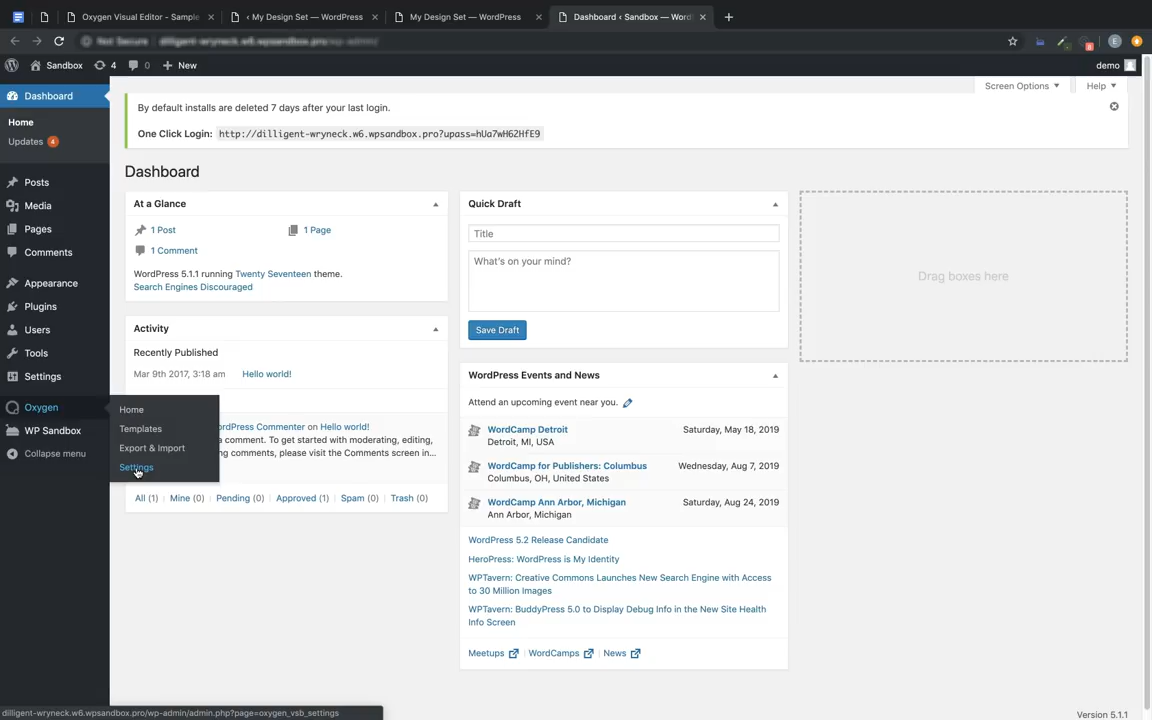 Oxygen Visual Editor - Sample
‹ My Design Set — WordPress
My Design Set — WordPress
Dashboard ‹ Sandbox — Word
Not Secure
dilligent-wryneck.w6.wpsandbox.pro/wp-admin/
8
E
Sandbox
4
0
New
demo
Dashboard
Home
Updates 4
Posts
Media
Pages
Comments
Appearance
Plugins
Users
Tools
Settings
Oxygen
WP Sandbox
Collapse menu
Home
Templates
Export & Import
Settings
Screen Options
Help
By default installs are deleted 7 days after your last login.
One Click Login: http://dilligent-wryneck.w6.wpsandbox.pro?upass=hUa7wH62HfE9
Dashboard
At a Glance
1 Post
1 Page
1 Comment
WordPress 5.1.1 running Twenty Seventeen theme.
Search Engines Discouraged
Activity
Recently Published
Mar 9th 2017, 3:18 am Hello world!
ordPress Commenter on Hello world!
a comment. To get started with moderating, editing,
ng comments, please visit the Comments screen in…
All (1) | Mine (0) | Pending (0) | Approved (1) | Spam (0) | Trash (0)
Quick Draft
Title
What's on your mind?
Save Draft
WordPress Events and News
Attend an upcoming event near you.
WordCamp Detroit
Detroit, MI, USA
Saturday, May 18, 2019
WordCamp for Publishers: Columbus
Columbus, OH, United States
Wednesday, Aug 7, 2019
WordCamp Ann Arbor, Michigan
Ann Arbor, Michigan
Saturday, Aug 24, 2019
WordPress 5.2 Release Candidate
HeroPress: WordPress is My Identity
WPTavern: Creative Commons Launches New Search Engine with Access
to 30 Million Images
WPTavern: BuddyPress 5.0 to Display Debug Info in the New Site Health
Info Screen
Meetups | WordCamps | News
Drag boxes here
dilligent-wryneck.w6.wpsandbox.pro/wp-admin/admin.php?page=oxygen_vsb_settings
Version 5.1.1